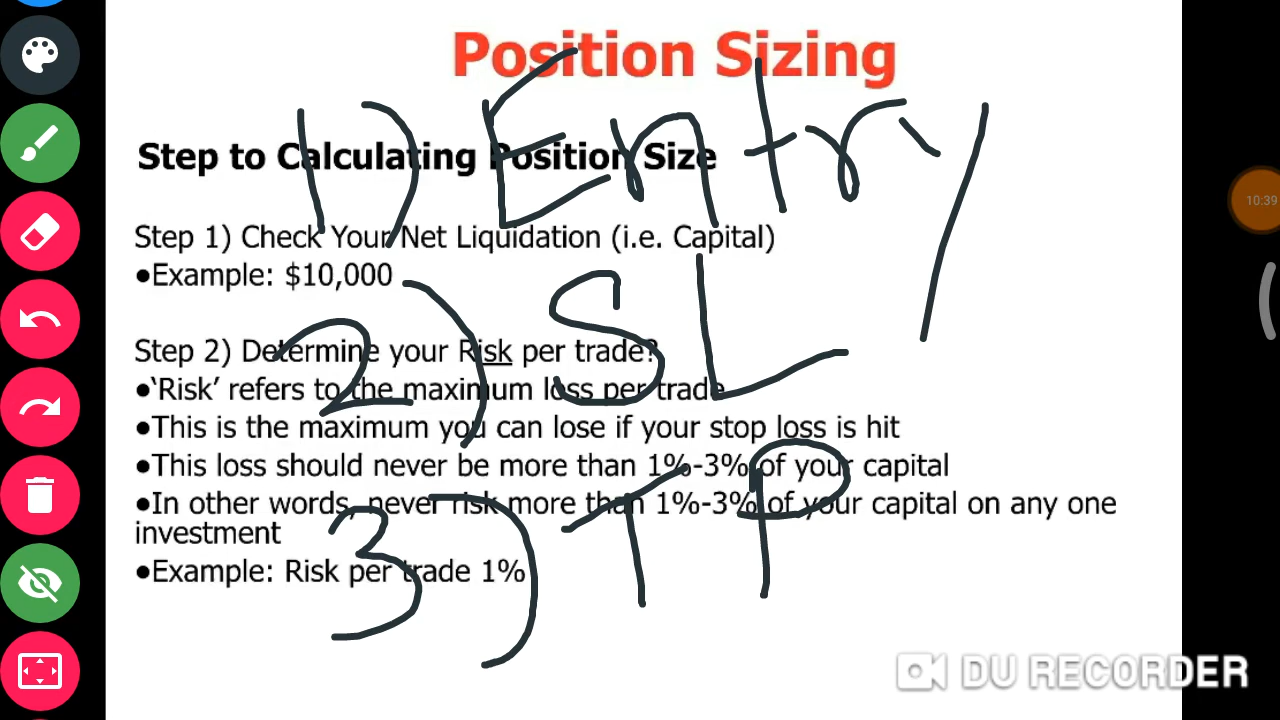 Position Sizing
1) Entry
Step to Calculating Position Size
Step 1) Check Your Net Liquidation (i.e. Capital)
●Example: $10,000
2) SL
Step 2) Determine your Risk per trade?
●‘Risk’ refers to the maximum loss per trade
●This is the maximum you can lose if your stop loss is hit
●This loss should never be more than 1%-3% of your capital
●In other words, never risk more than 1%-3% of your capital on any one
investment
3) TP
●Example: Risk per trade 1%
10:39
DU RECORDER